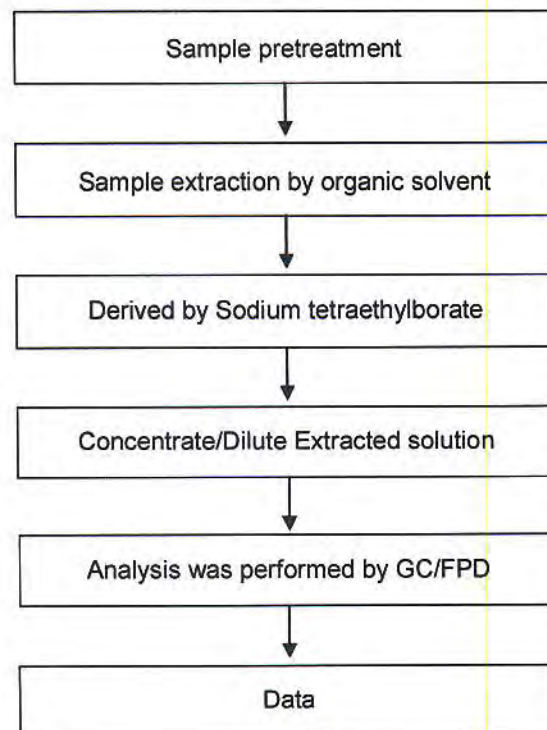 Sample pretreatment
Sample extraction by organic solvent
Derived by Sodium tetraethylborate
Concentrate/Dilute Extracted solution
Analysis was performed by GC/FPD
Data